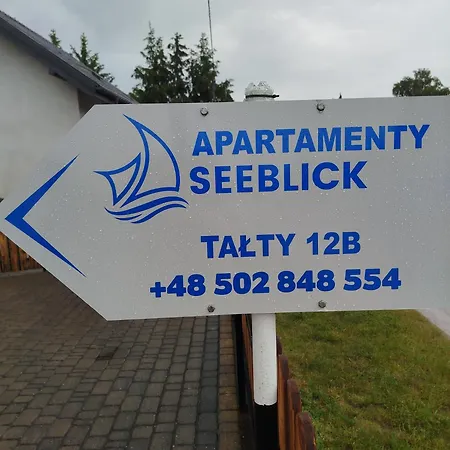 APARTAMENTY
SEEBLICK
TAŁTY 12B
+48 502 848 554